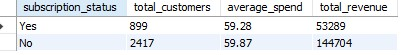 subscription_status total_customers average_spend total_revenue
Yes 899 59.28 53289
No 2417 59.87 144704